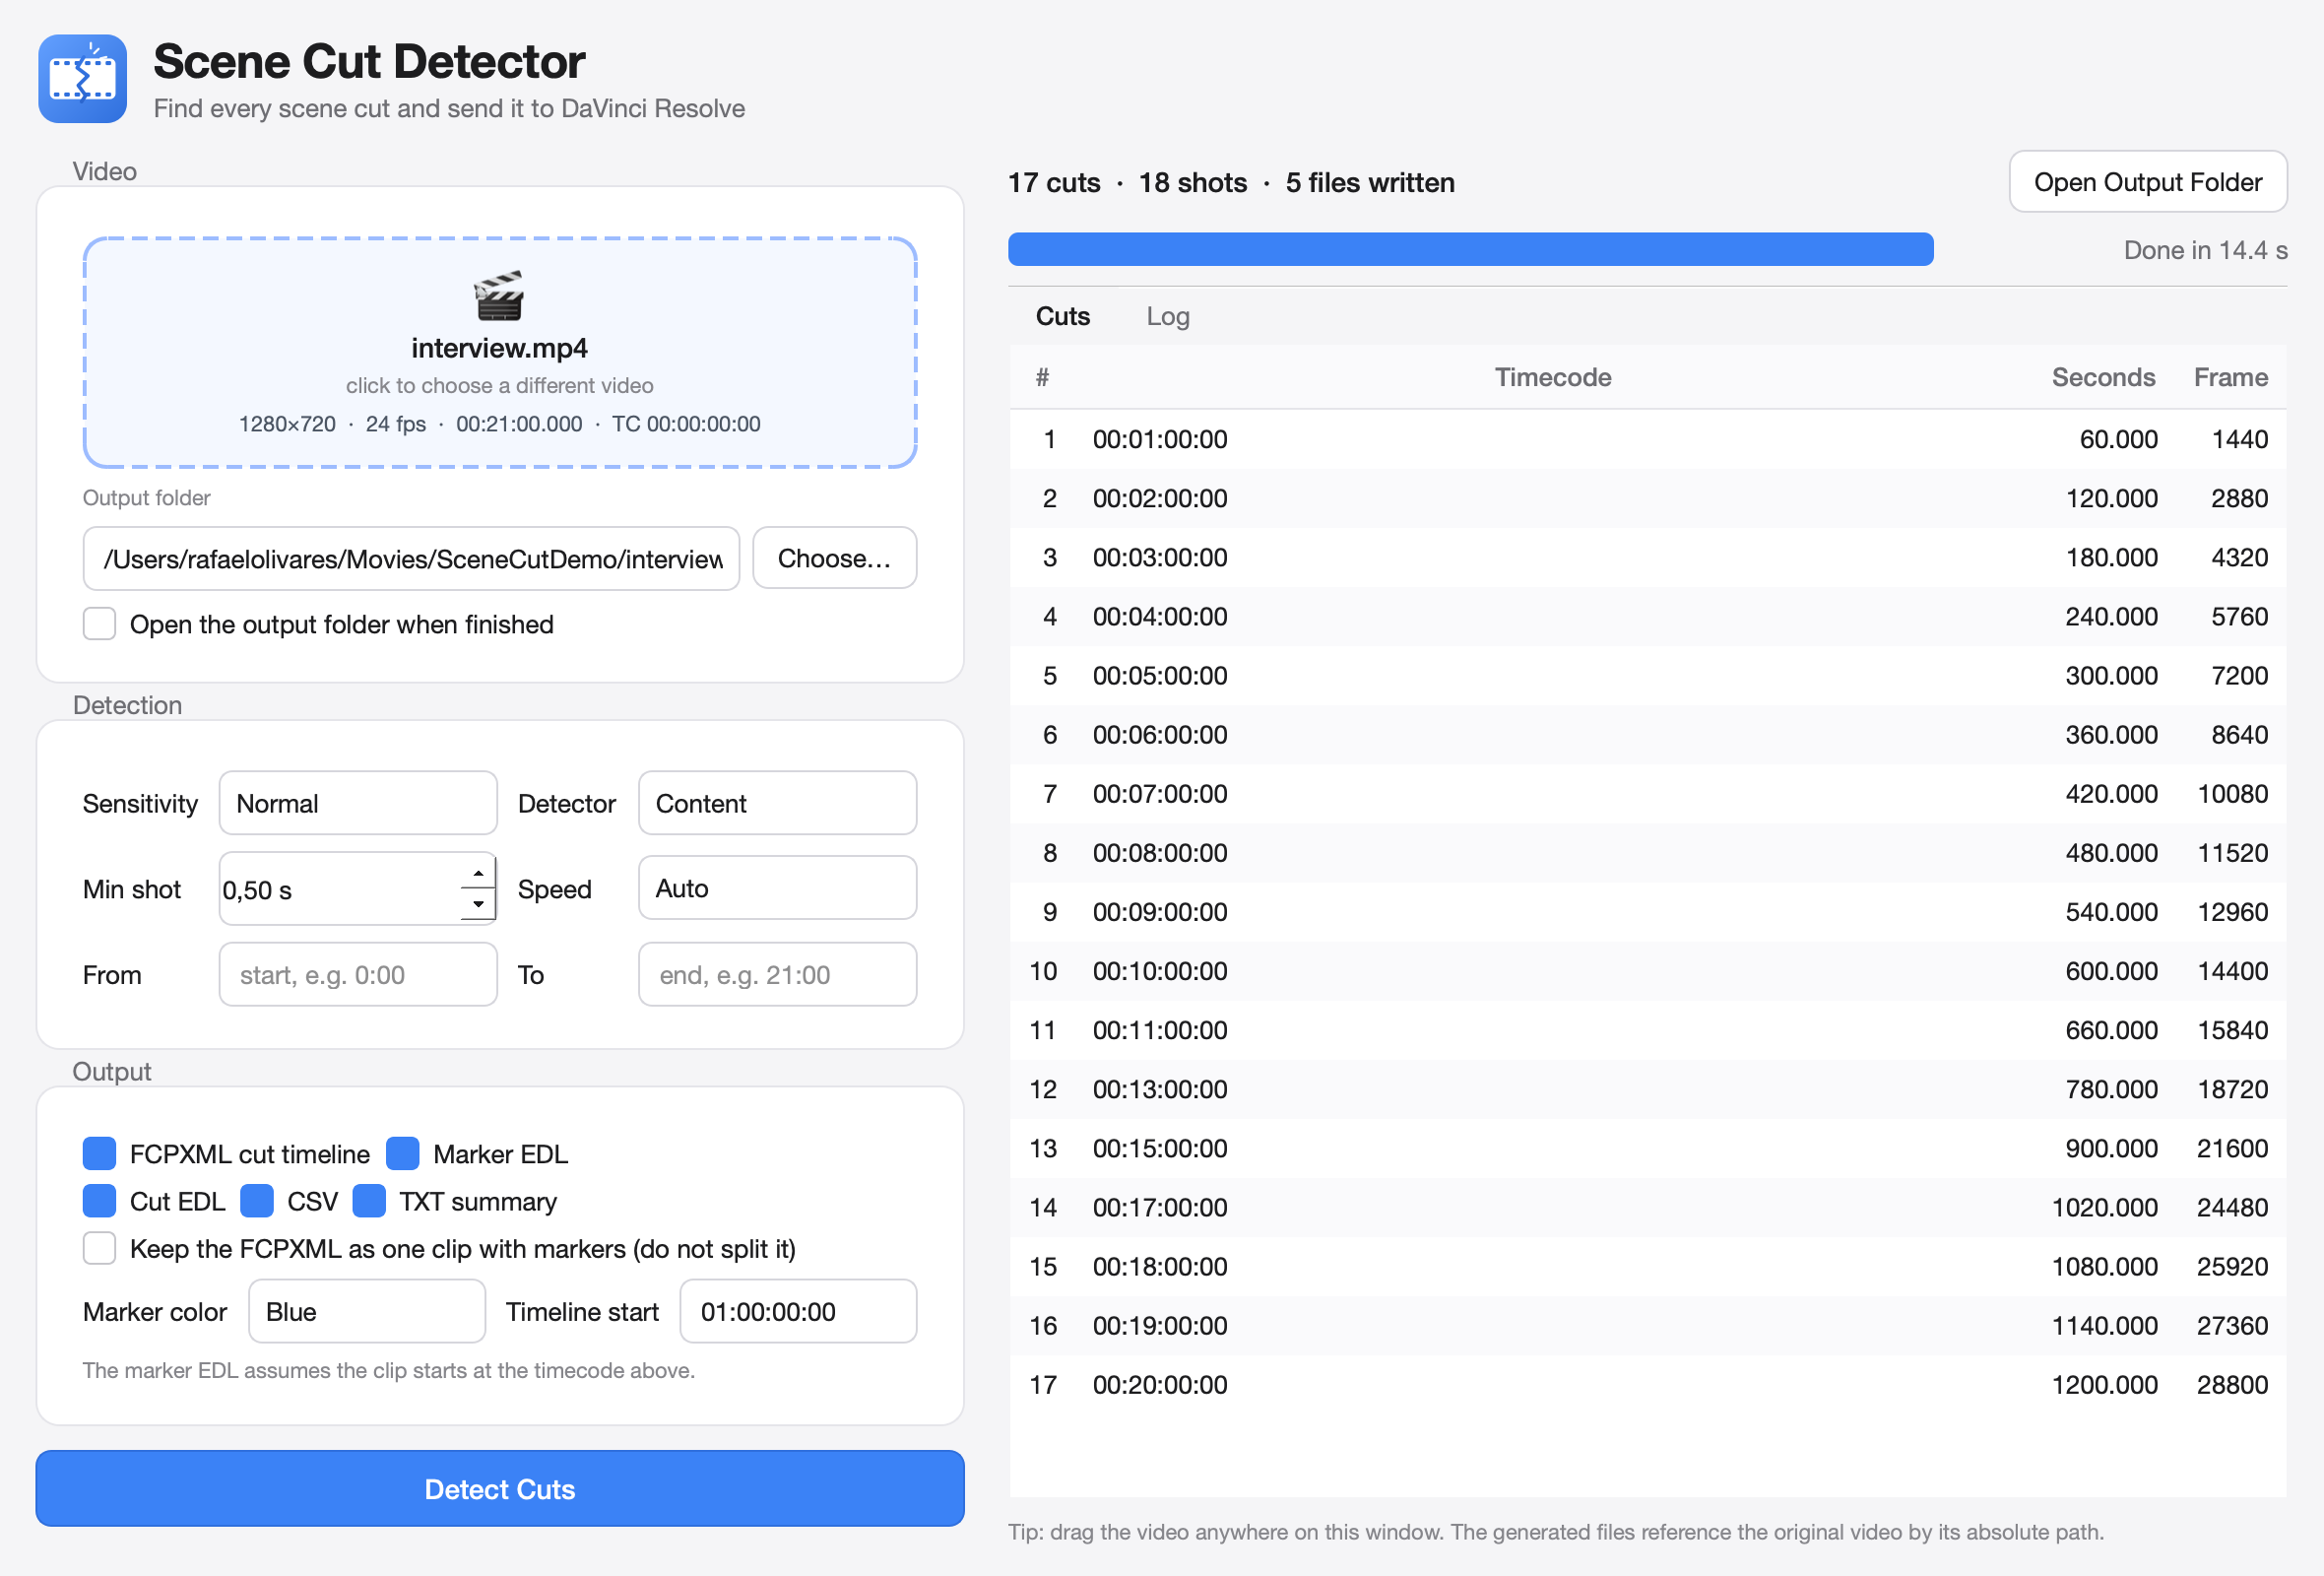 Scene Cut Detector
Find every scene cut and send it to DaVinci Resolve
Video
interview.mp4
click to choose a different video
1280×720 · 24 fps · 00:21:00.000 · TC 00:00:00:00
Output folder
/Users/rafaelolivares/Movies/SceneCutDemo/interview
Choose...
Open the output folder when finished
Detection
Sensitivity Normal Detector Content
Min shot 0,50 s Speed Auto
From start, e.g. 0:00 To end, e.g. 21:00
Output
FCPXML cut timeline Marker EDL
Cut EDL CSV TXT summary
Keep the FCPXML as one clip with markers (do not split it)
Marker color Blue Timeline start 01:00:00:00
The marker EDL assumes the clip starts at the timecode above.
Detect Cuts
17 cuts · 18 shots · 5 files written
Open Output Folder
Done in 14.4 s
Cuts Log
# Timecode Seconds Frame
1 00:01:00:00 60.000 1440
2 00:02:00:00 120.000 2880
3 00:03:00:00 180.000 4320
4 00:04:00:00 240.000 5760
5 00:05:00:00 300.000 7200
6 00:06:00:00 360.000 8640
7 00:07:00:00 420.000 10080
8 00:08:00:00 480.000 11520
9 00:09:00:00 540.000 12960
10 00:10:00:00 600.000 14400
11 00:11:00:00 660.000 15840
12 00:13:00:00 780.000 18720
13 00:15:00:00 900.000 21600
14 00:17:00:00 1020.000 24480
15 00:18:00:00 1080.000 25920
16 00:19:00:00 1140.000 27360
17 00:20:00:00 1200.000 28800
Tip: drag the video anywhere on this window. The generated files reference the original video by its absolute path.